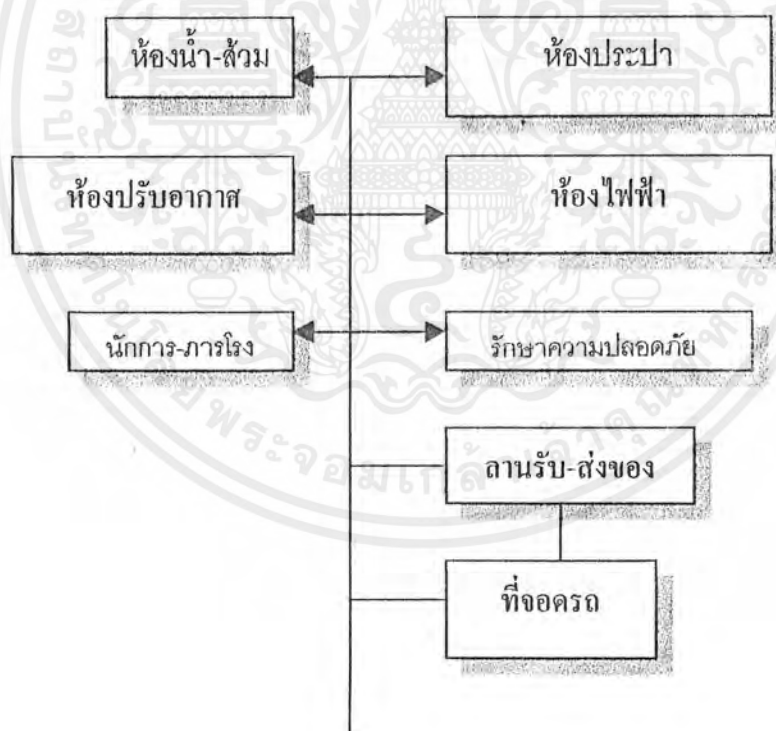 ห้องน้ำ-ส้วม
ห้องประปา
ห้องปรับอากาศ
ห้องไฟฟ้า
นักการ-ภารโรง
รักษาความปลอดภัย
ลานรับ-ส่งของ
ที่จอดรถ